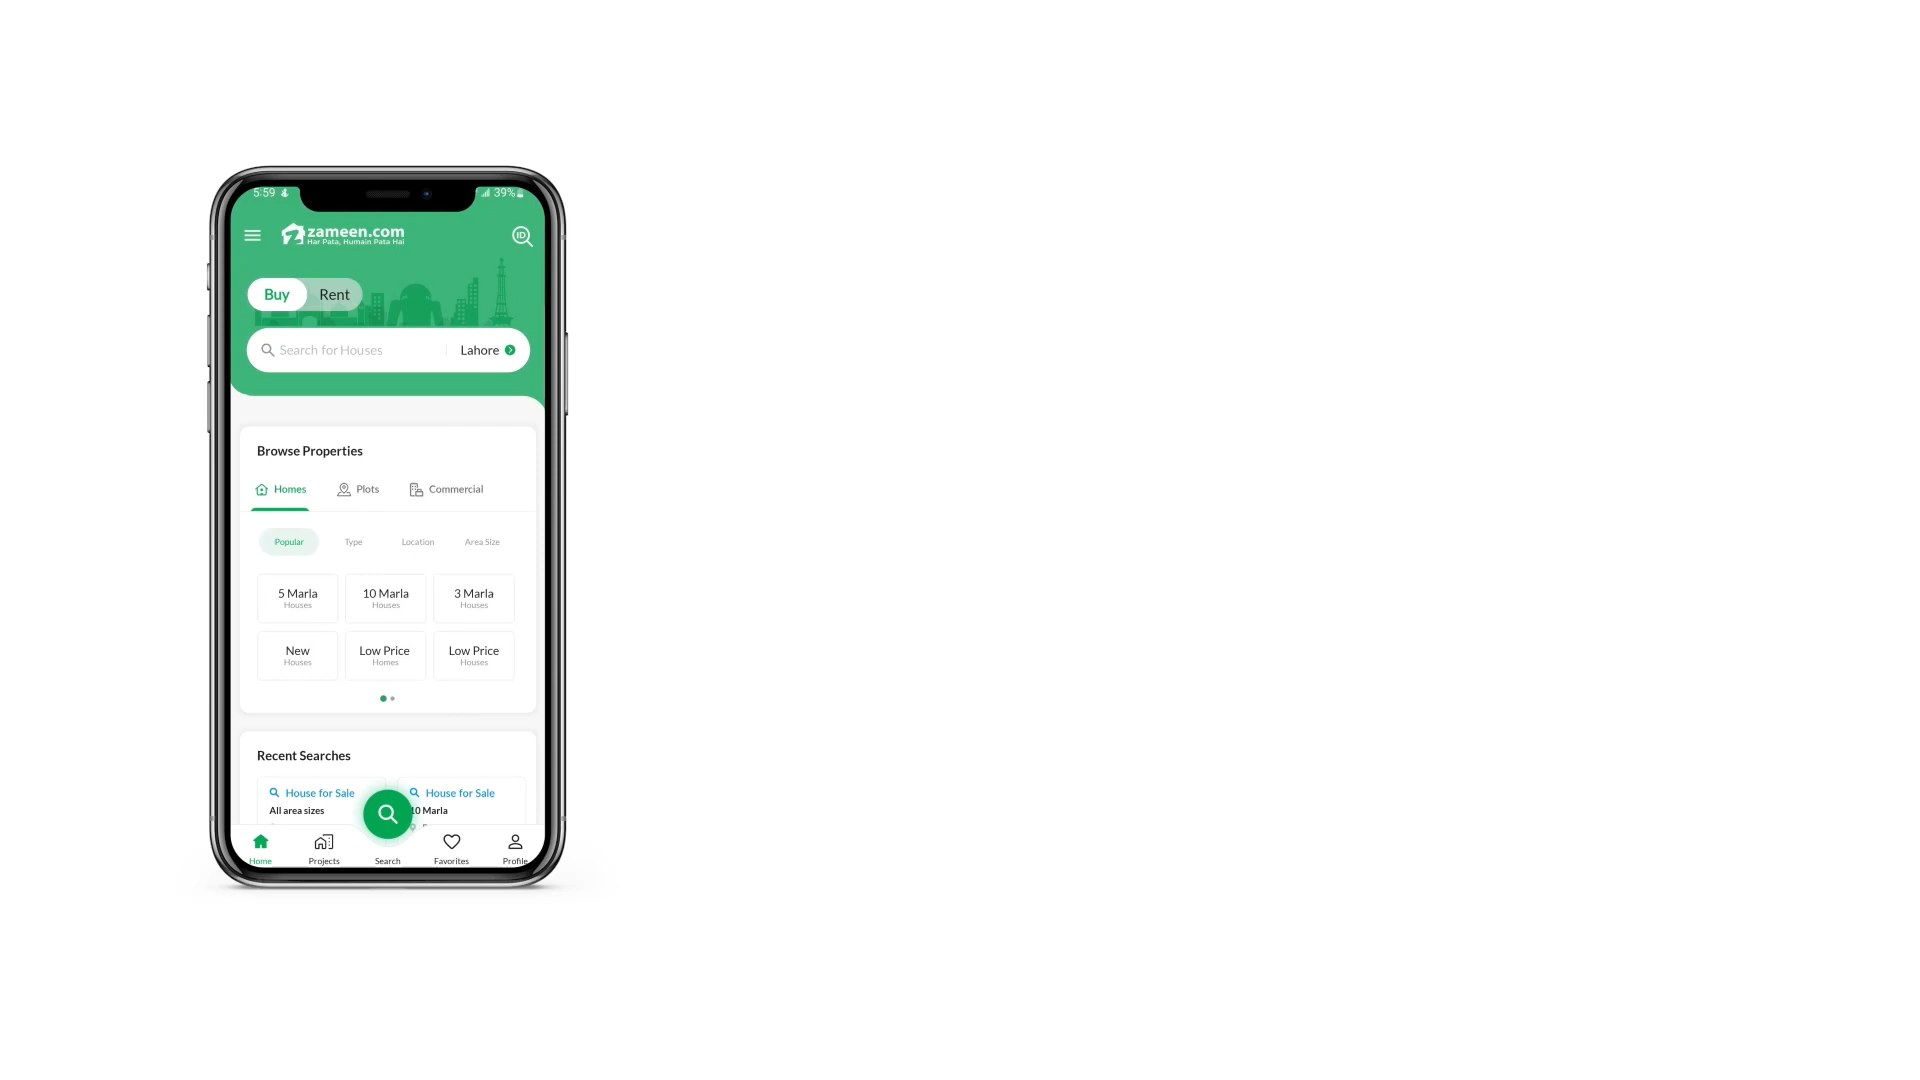 5:59
39%
zameen.com
Har Pata, Humain Pata Hai
ID
Buy Rent
Search for Houses Lahore
Browse Properties
Homes Plots Commercial
Popular Type Location Area Size
5 Marla 10 Marla 3 Marla
Houses Houses Houses
New Low Price Low Price
Houses Homes Houses
Recent Searches
House for Sale House for Sale
All area sizes 10 Marla
Home Projects Search Favorites Profile